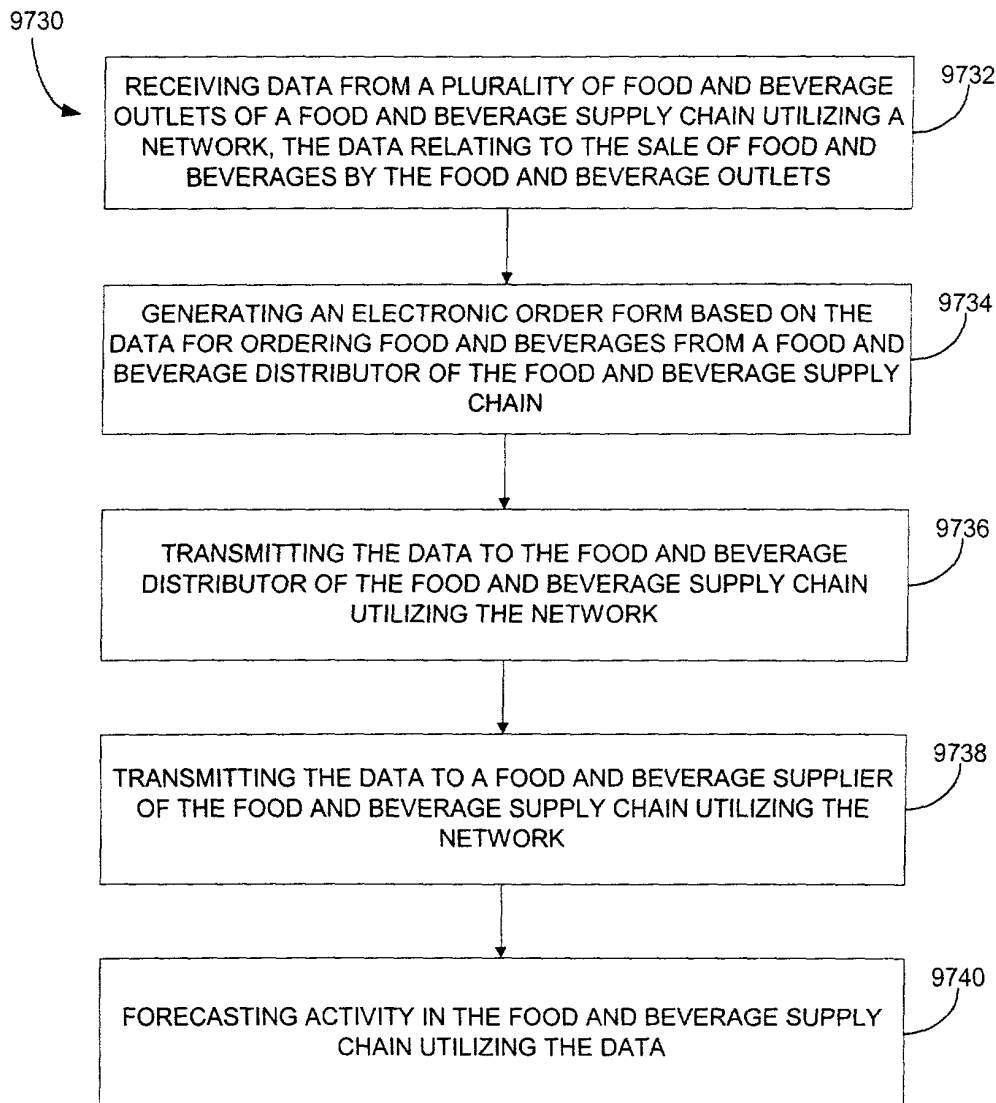 9730
RECEIVING DATA FROM A PLURALITY OF FOOD AND BEVERAGE
OUTLETS OF A FOOD AND BEVERAGE SUPPLY CHAIN UTILIZING A
NETWORK, THE DATA RELATING TO THE SALE OF FOOD AND
BEVERAGES BY THE FOOD AND BEVERAGE OUTLETS
9732
GENERATING AN ELECTRONIC ORDER FORM BASED ON THE
DATA FOR ORDERING FOOD AND BEVERAGES FROM A FOOD AND
BEVERAGE DISTRIBUTOR OF THE FOOD AND BEVERAGE SUPPLY
CHAIN
9734
TRANSMITTING THE DATA TO THE FOOD AND BEVERAGE
DISTRIBUTOR OF THE FOOD AND BEVERAGE SUPPLY CHAIN
UTILIZING THE NETWORK
9736
TRANSMITTING THE DATA TO A FOOD AND BEVERAGE SUPPLIER
OF THE FOOD AND BEVERAGE SUPPLY CHAIN UTILIZING THE
NETWORK
9738
FORECASTING ACTIVITY IN THE FOOD AND BEVERAGE SUPPLY
CHAIN UTILIZING THE DATA
9740